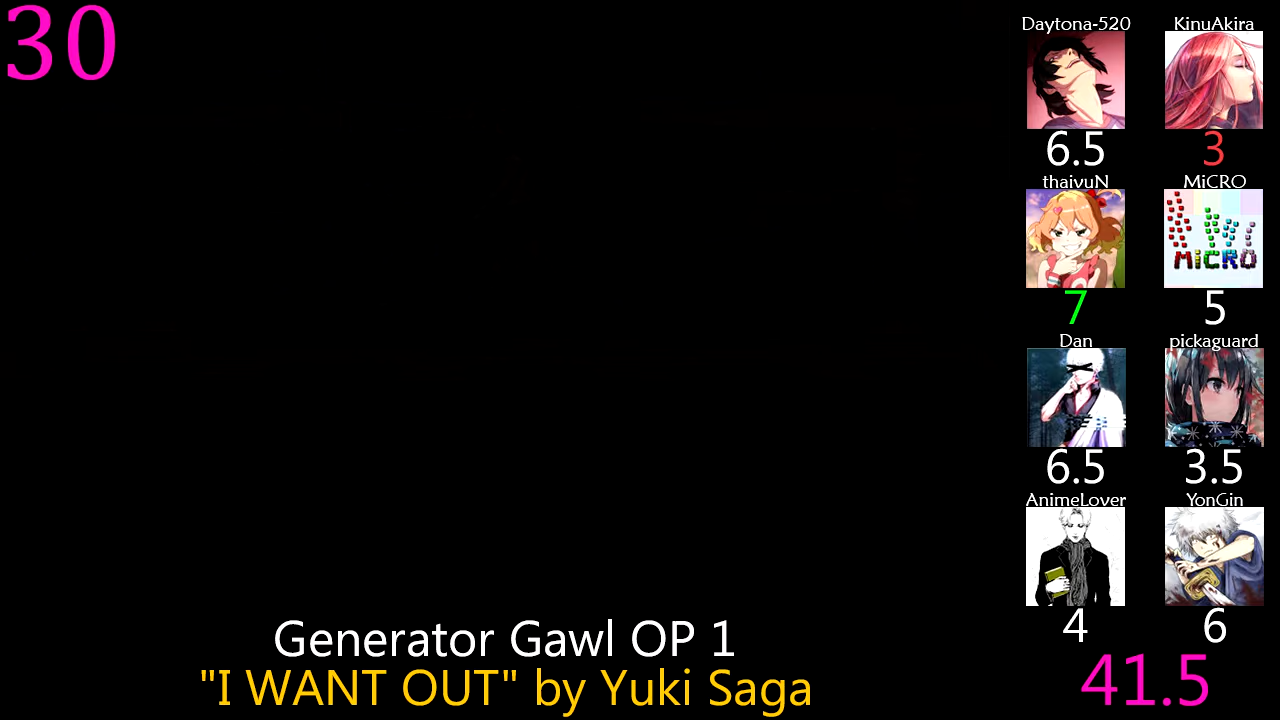 30
Daytona-520 KinuAkira
6.5 3
thaivuN MiCRO
MiCRO
7 5
Dan pickaguard
6.5 3.5
AnimeLover YonGin
4 6
Generator Gawl OP 1
"I WANT OUT" by Yuki Saga
41.5